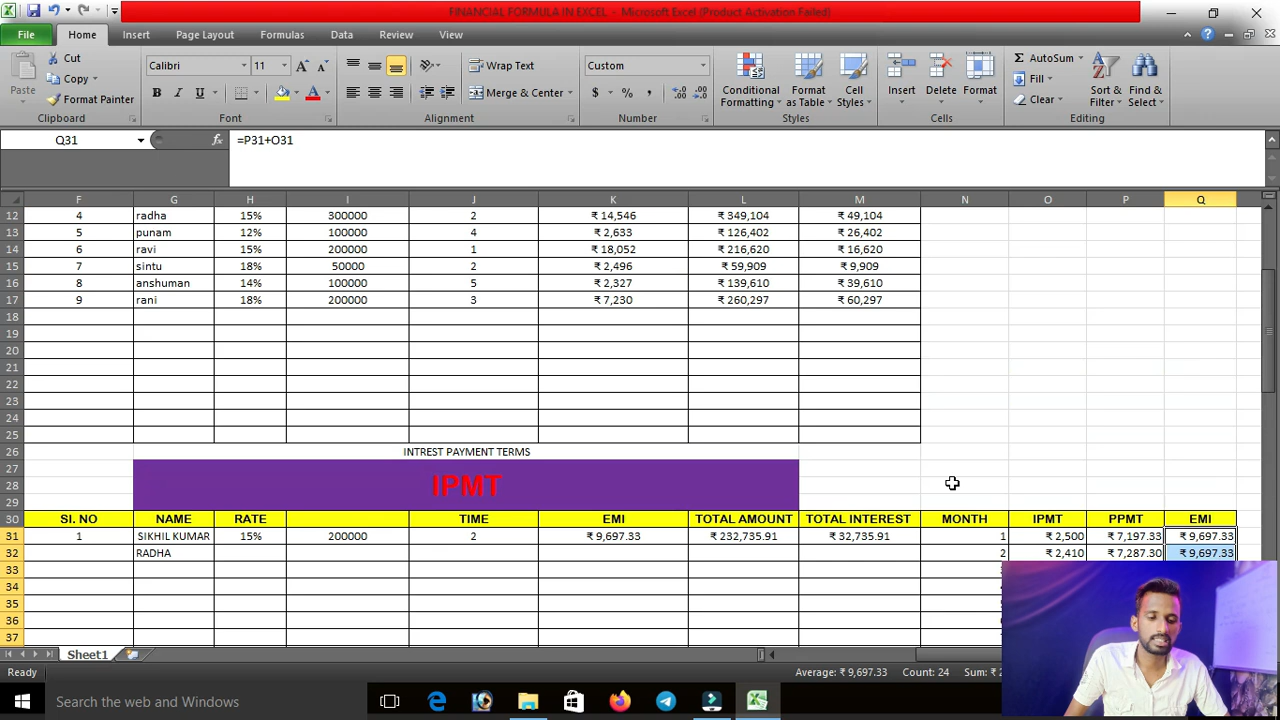 FINANCIAL FORMULA IN EXCEL - Microsoft Excel (Product Activation Failed)
File Home Insert Page Layout Formulas Data Review View
Paste
Cut
Copy
Format Painter
Clipboard
Calibri 11
B I U A
Font
Wrap Text
Merge & Center
Alignment
Custom
$ % ,
Number
Conditional Formatting
Format as Table
Cell Styles
Styles
Insert Delete Format
Cells
Σ AutoSum
Fill
Clear
Sort & Filter
Find & Select
Editing
Q31 fx =P31+O31
F G H I J K L M N O P Q
12 4 radha 15% 300000 2 ₹ 14,546 ₹ 349,104 ₹ 49,104
13 5 punam 12% 100000 4 ₹ 2,633 ₹ 126,402 ₹ 26,402
14 6 ravi 15% 200000 1 ₹ 18,052 ₹ 216,620 ₹ 16,620
15 7 sintu 18% 50000 2 ₹ 2,496 ₹ 59,909 ₹ 9,909
16 8 anshuman 14% 100000 5 ₹ 2,327 ₹ 139,610 ₹ 39,610
17 9 rani 18% 200000 3 ₹ 7,230 ₹ 260,297 ₹ 60,297
18
19
20
21
22
23
24
25
26 INTREST PAYMENT TERMS
27
28 IPMT
29
30 SI. NO NAME RATE TIME EMI TOTAL AMOUNT TOTAL INTEREST MONTH IPMT PPMT EMI
31 1 SIKHIL KUMAR 15% 200000 2 ₹ 9,697.33 ₹ 232,735.91 ₹ 32,735.91 1 ₹ 2,500 ₹ 7,197.33 ₹ 9,697.33
32 RADHA 2 ₹ 2,410 ₹ 7,287.30 ₹ 9,697.33
33
34
35
36
37
Sheet1
Ready Average: ₹ 9,697.33 Count: 24 Sum: ₹
Search the web and Windows